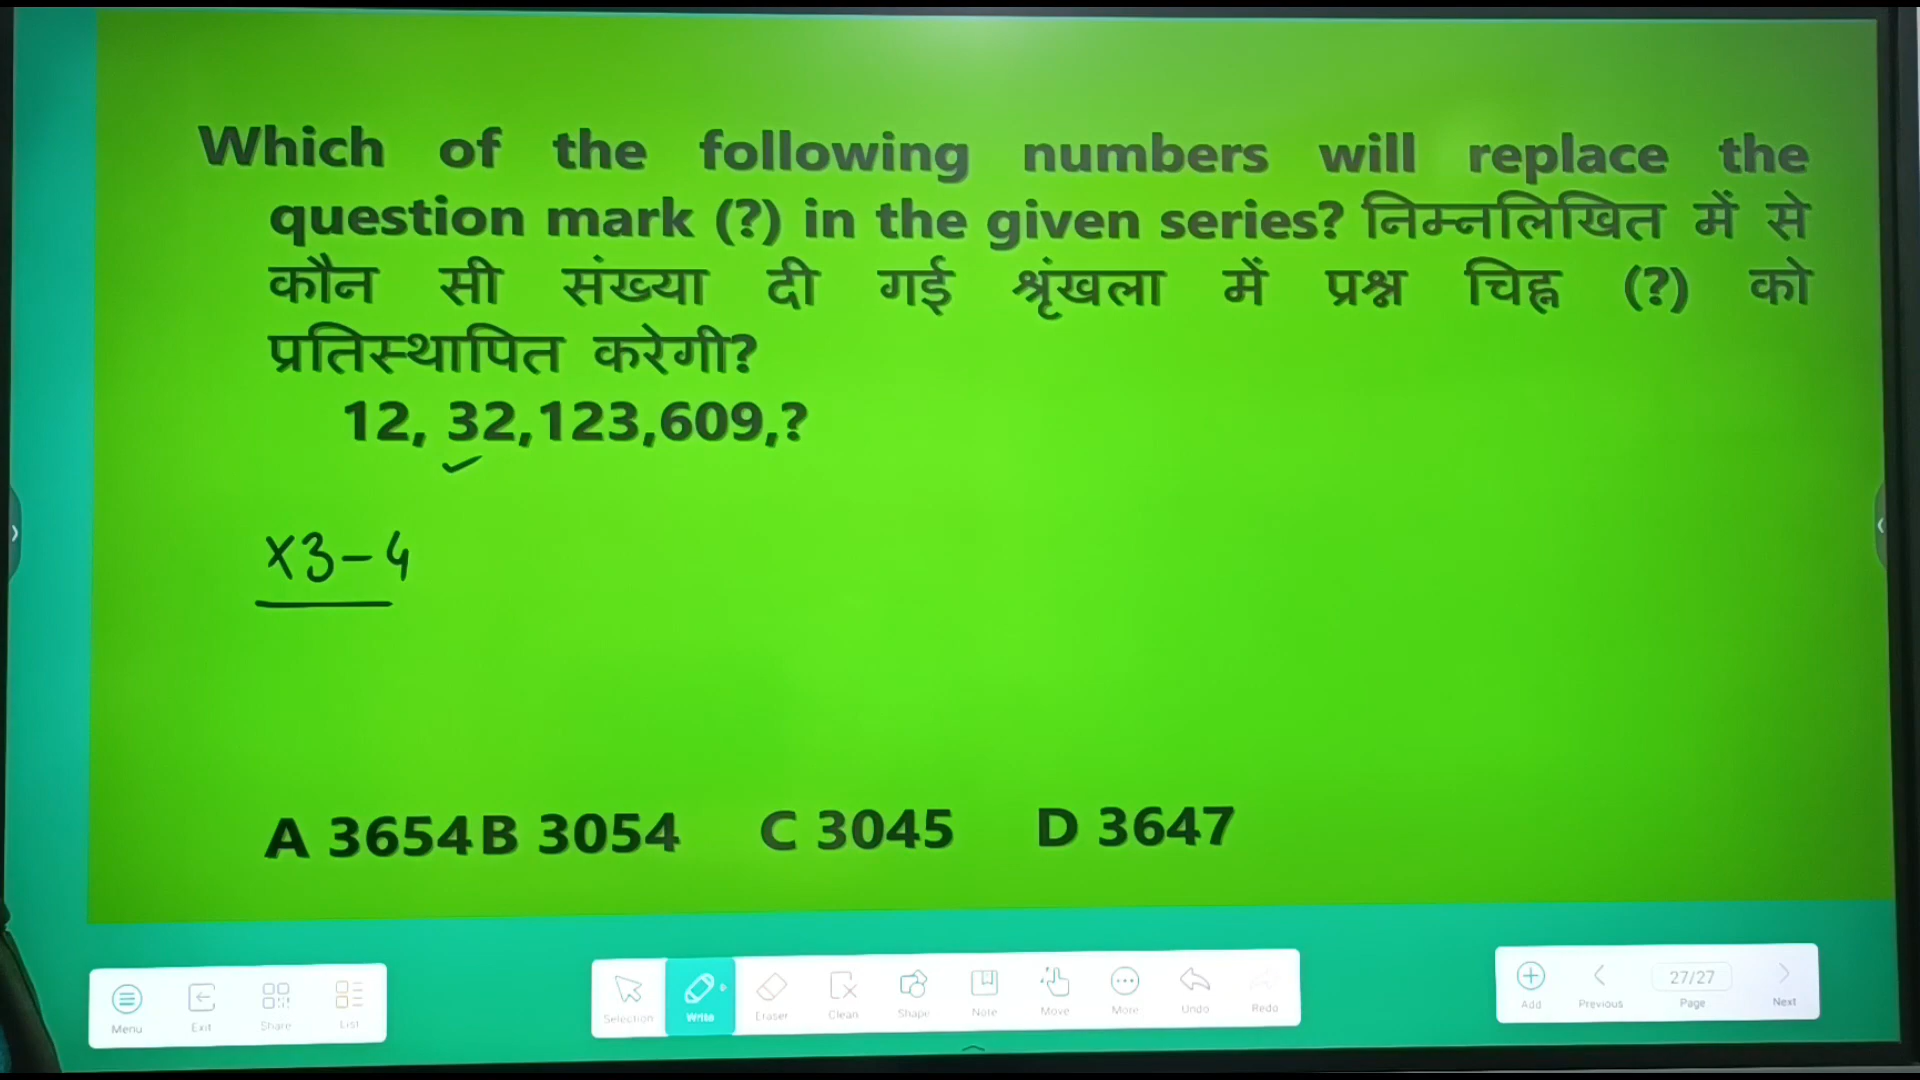 Which of the following numbers will replace the
question mark (?) in the given series? निम्नलिखित में से
कौन सी संख्या दी गई श्रृंखला में प्रश्न चिह्न (?) को
प्रतिस्थापित करेगी?
12, 32,123,609,?
×3-4
A 3654 B 3054 C 3045 D 3647
Menu Exit Share List Selection Write Eraser Clean Shape Note Move More Undo Redo Add Previous 27/27 Page Next